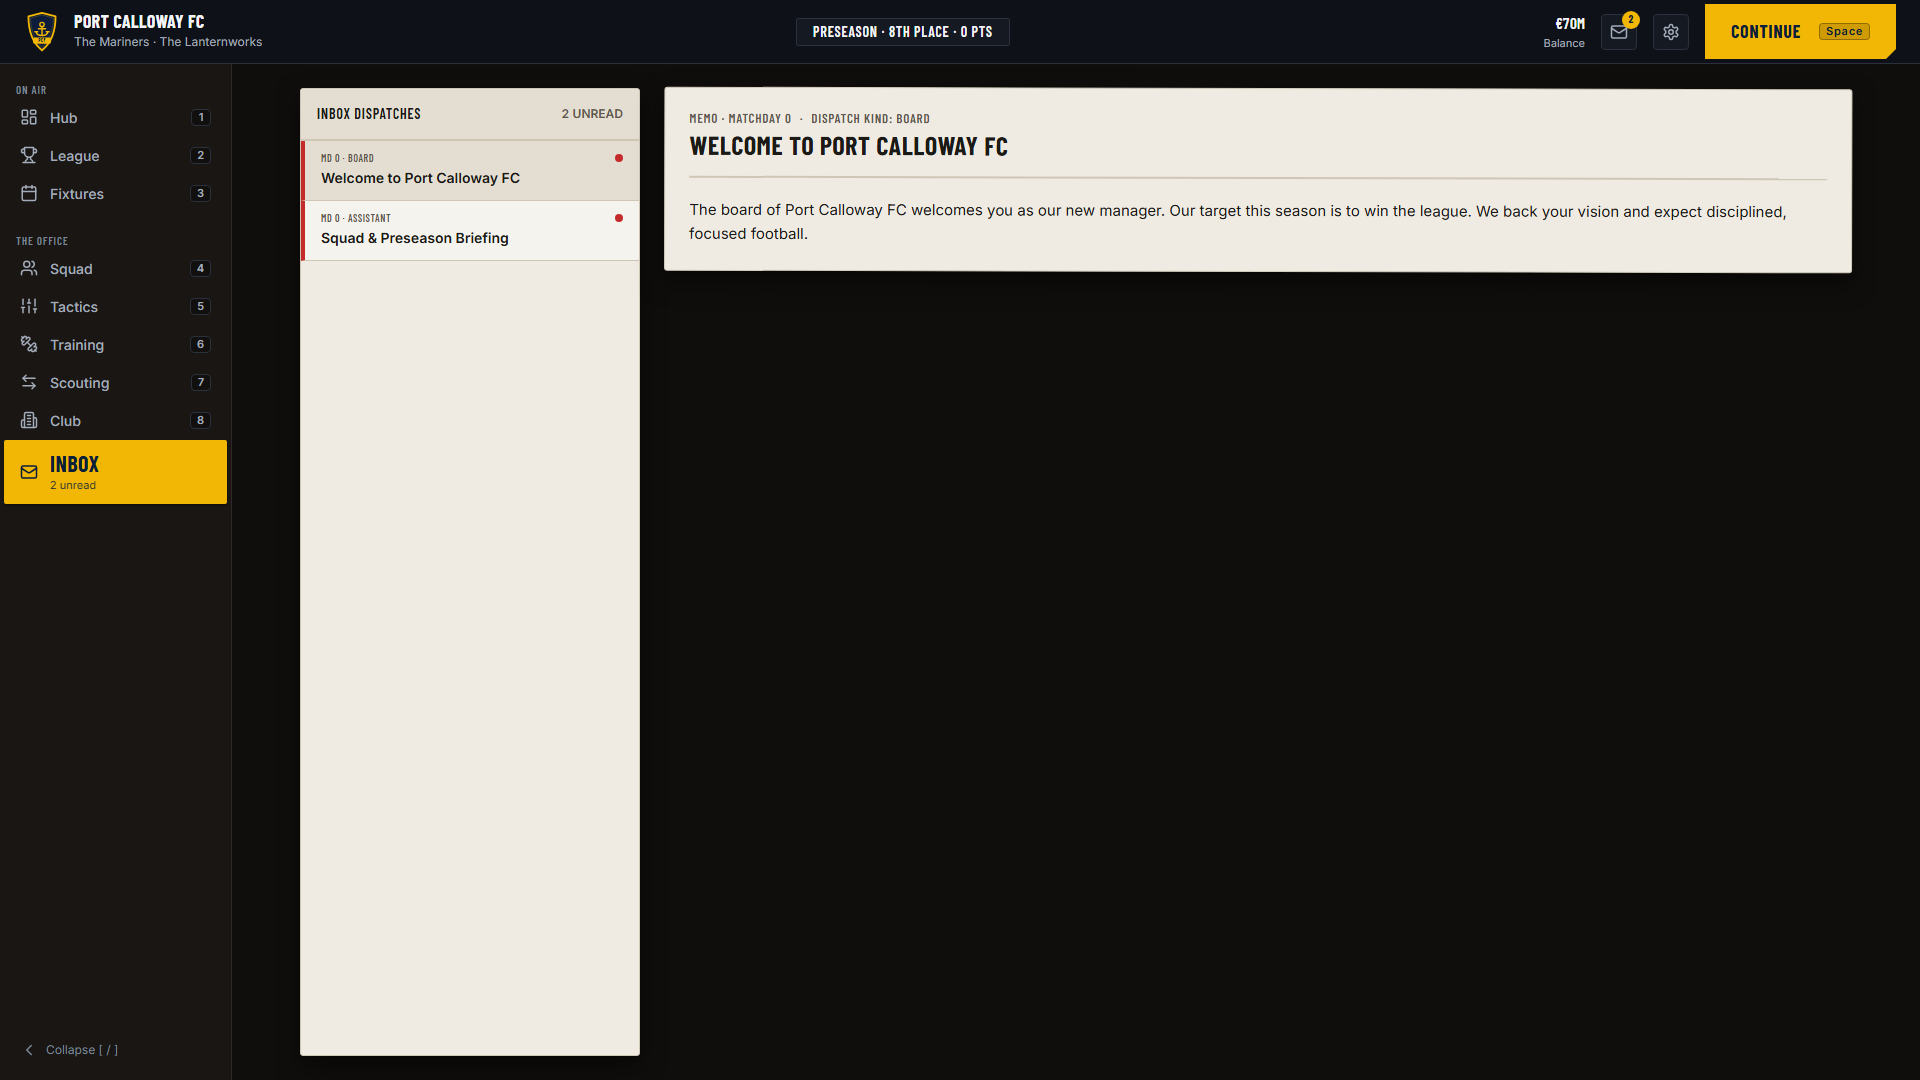 PORT CALLOWAY FC
The Mariners · The Lanternworks
PRESEASON · 8TH PLACE · 0 PTS
€70M
Balance
2
CONTINUE Space
ON AIR
Hub 1
League 2
Fixtures 3
THE OFFICE
Squad 4
Tactics 5
Training 6
Scouting 7
Club 8
INBOX
2 unread
Collapse [ / ]
INBOX DISPATCHES 2 UNREAD
MD 0 · BOARD
Welcome to Port Calloway FC
MD 0 · ASSISTANT
Squad & Preseason Briefing
MEMO · MATCHDAY 0 · DISPATCH KIND: BOARD
WELCOME TO PORT CALLOWAY FC
The board of Port Calloway FC welcomes you as our new manager. Our target this season is to win the league. We back your vision and expect disciplined,
focused football.